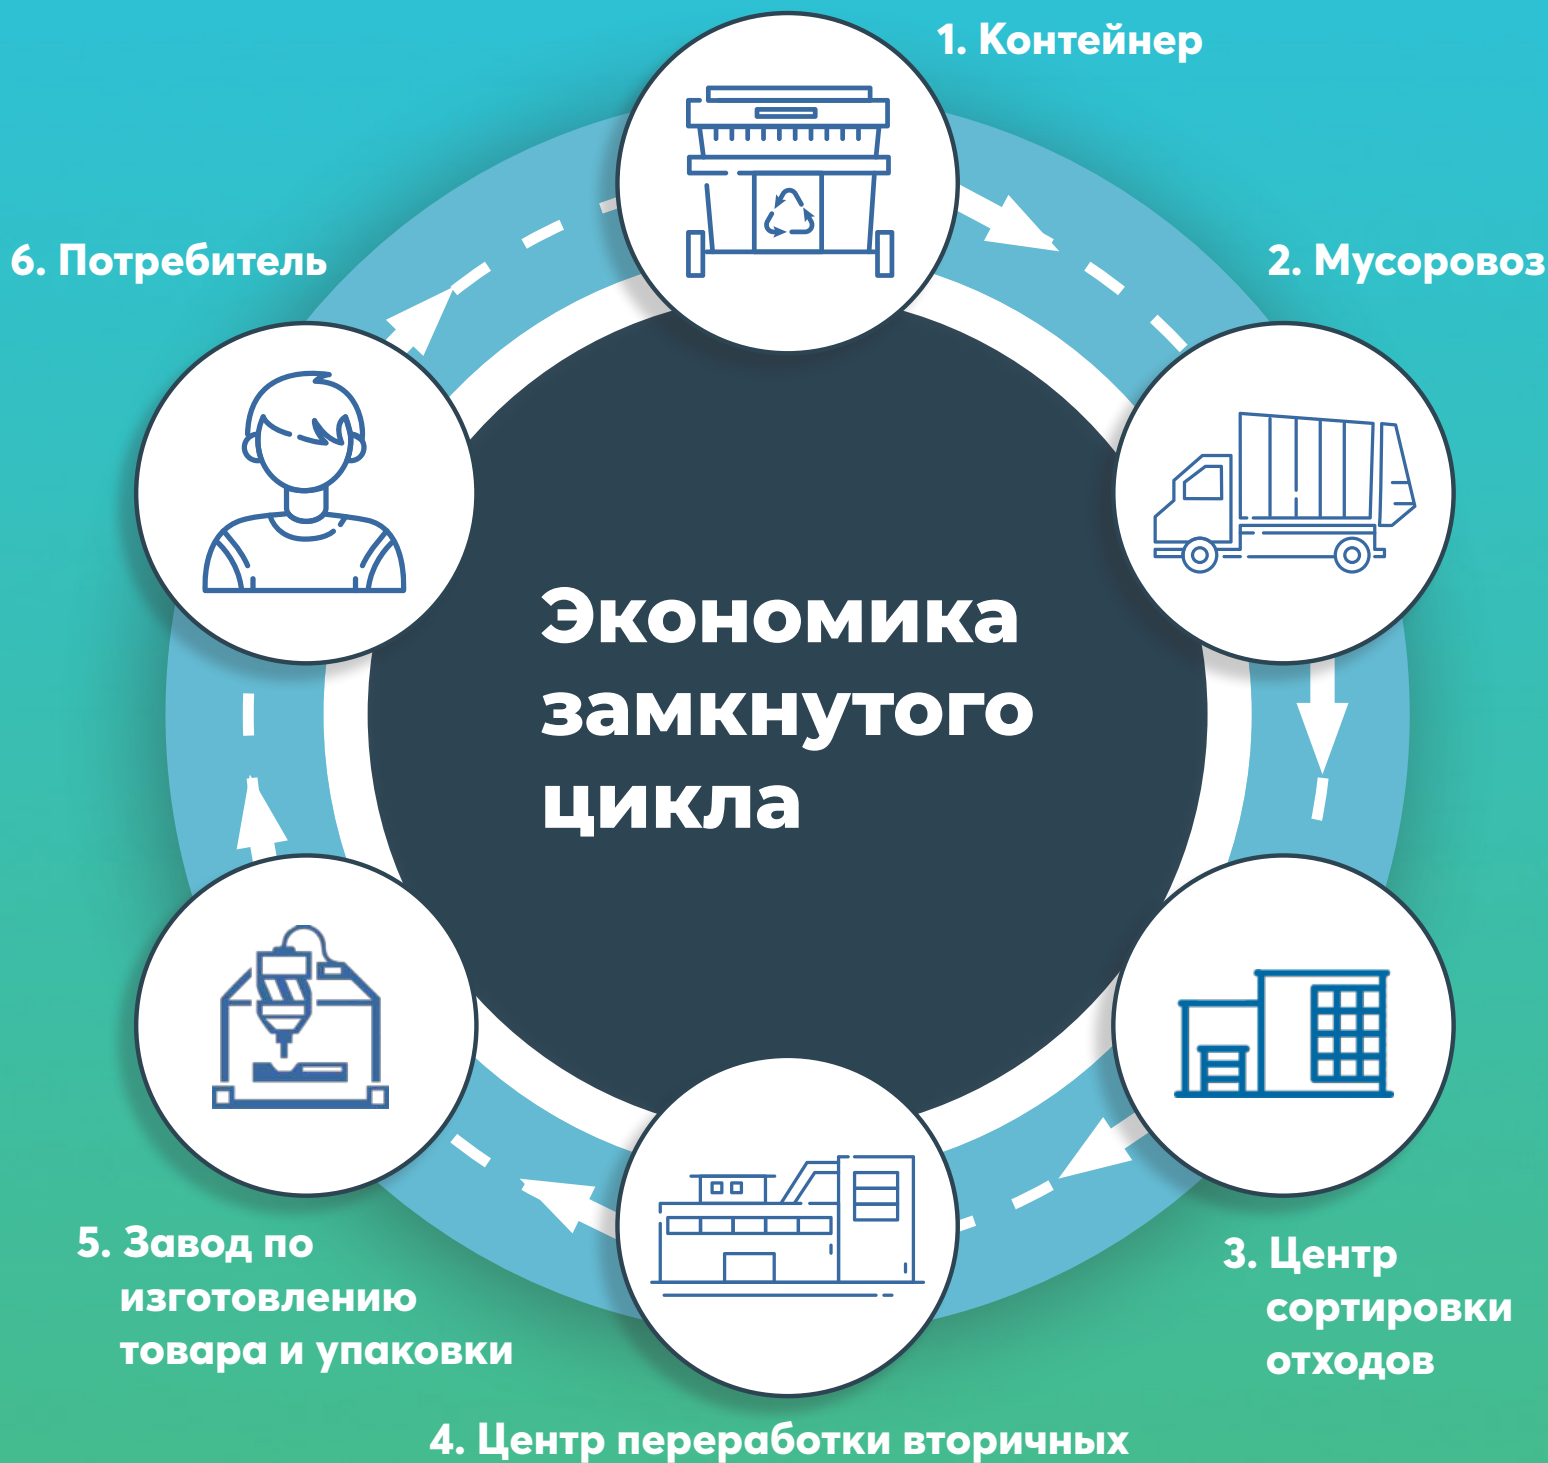 1. Контейнер
2. Мусоровоз
3. Центр
сортировки
отходов
4. Центр переработки вторичных
5. Завод по
изготовлению
товара и упаковки
6. Потребитель
Экономика
замкнутого
цикла